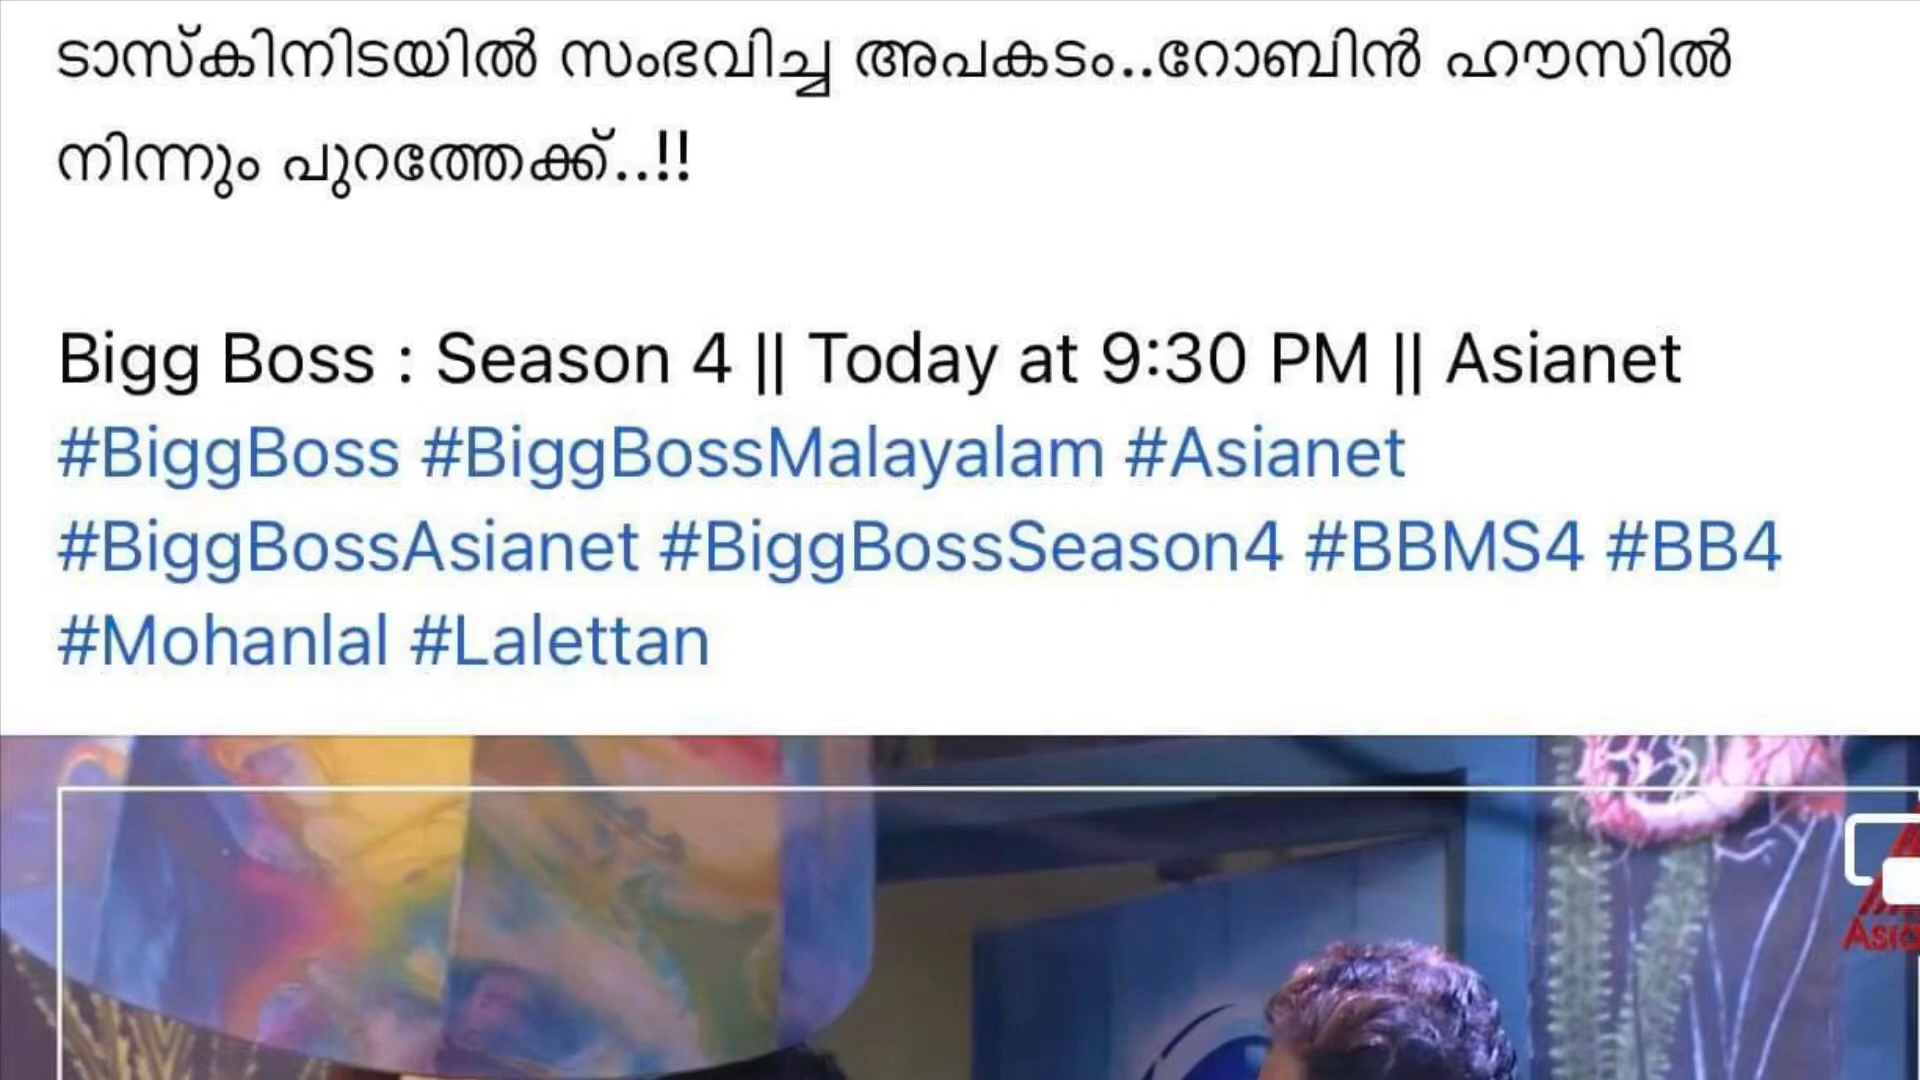 ടാസ്കിനിടയിൽ സംഭവിച്ച അപകടം..റോബിൻ ഹൗസിൽ
നിന്നും പുറത്തേക്ക്..!!
Bigg Boss : Season 4 || Today at 9:30 PM || Asianet
#BiggBoss #BiggBossMalayalam #Asianet
#BiggBossAsianet #BiggBossSeason4 #BBMS4 #BB4
#Mohanlal #Lalettan